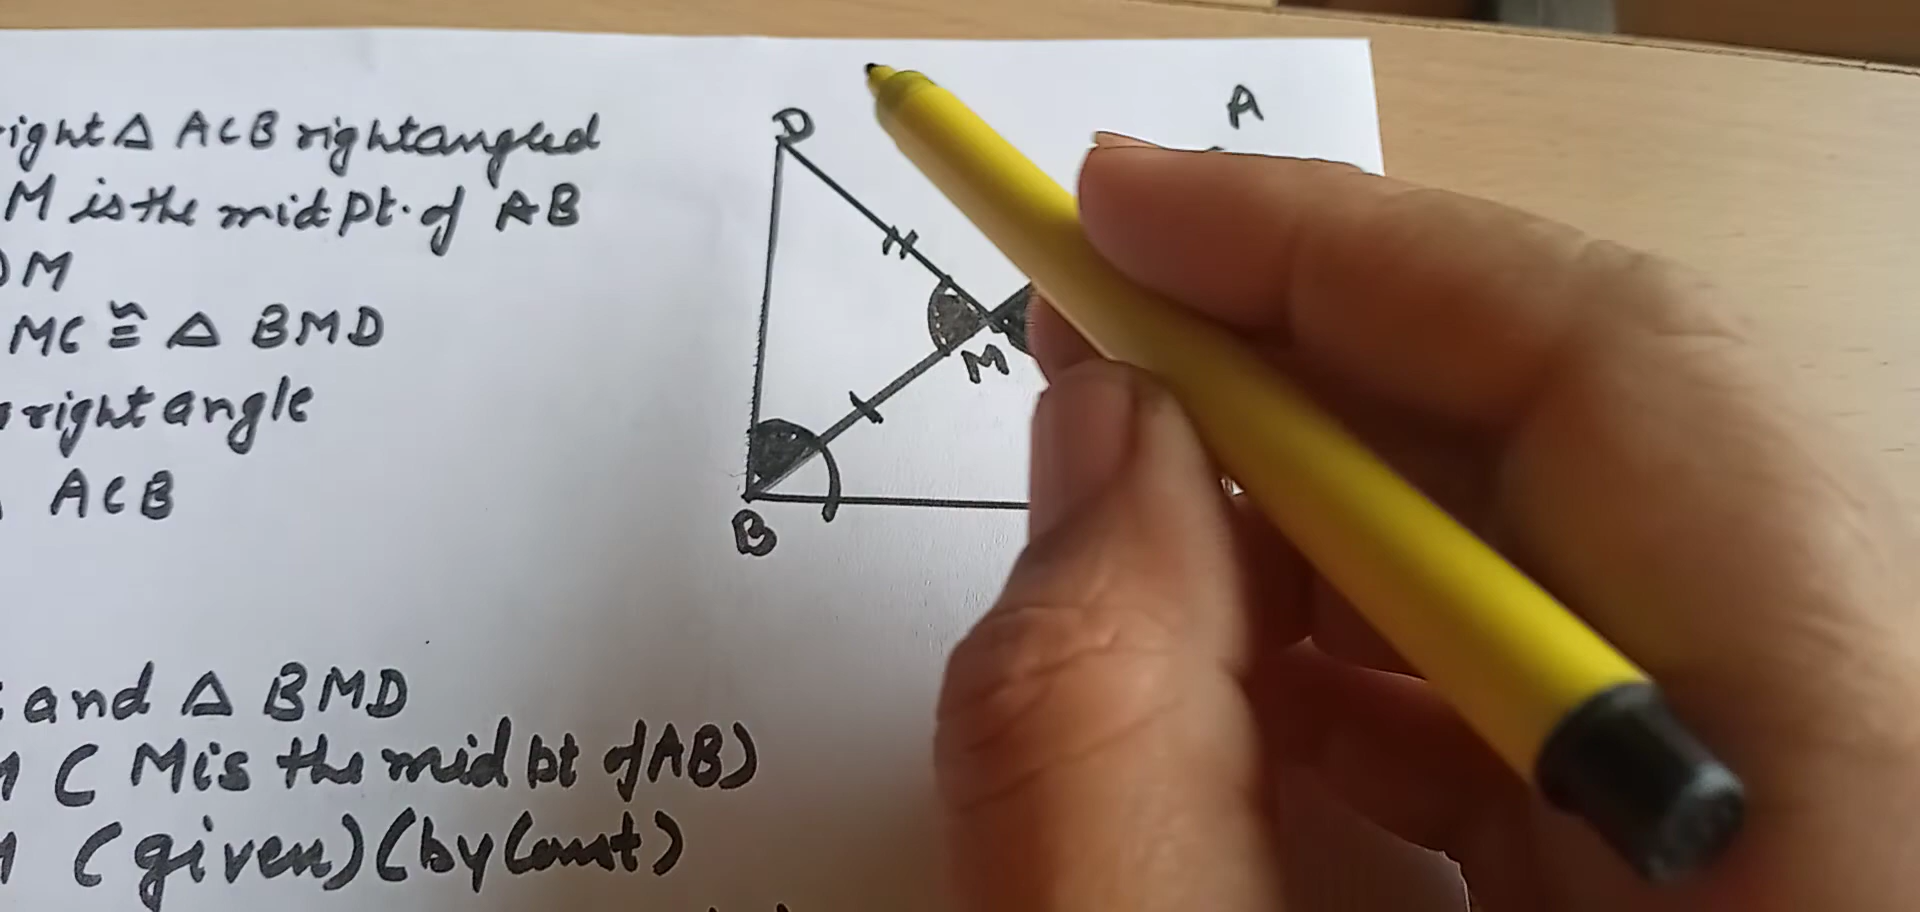 right Δ ACB rightangled
M is the mid pt. of AB
DM
MC ≅ Δ BMD
right angle
ACB
and Δ BMD
M ( M is the mid pt of AB)
M (given) (by Const)
D
A
M
B